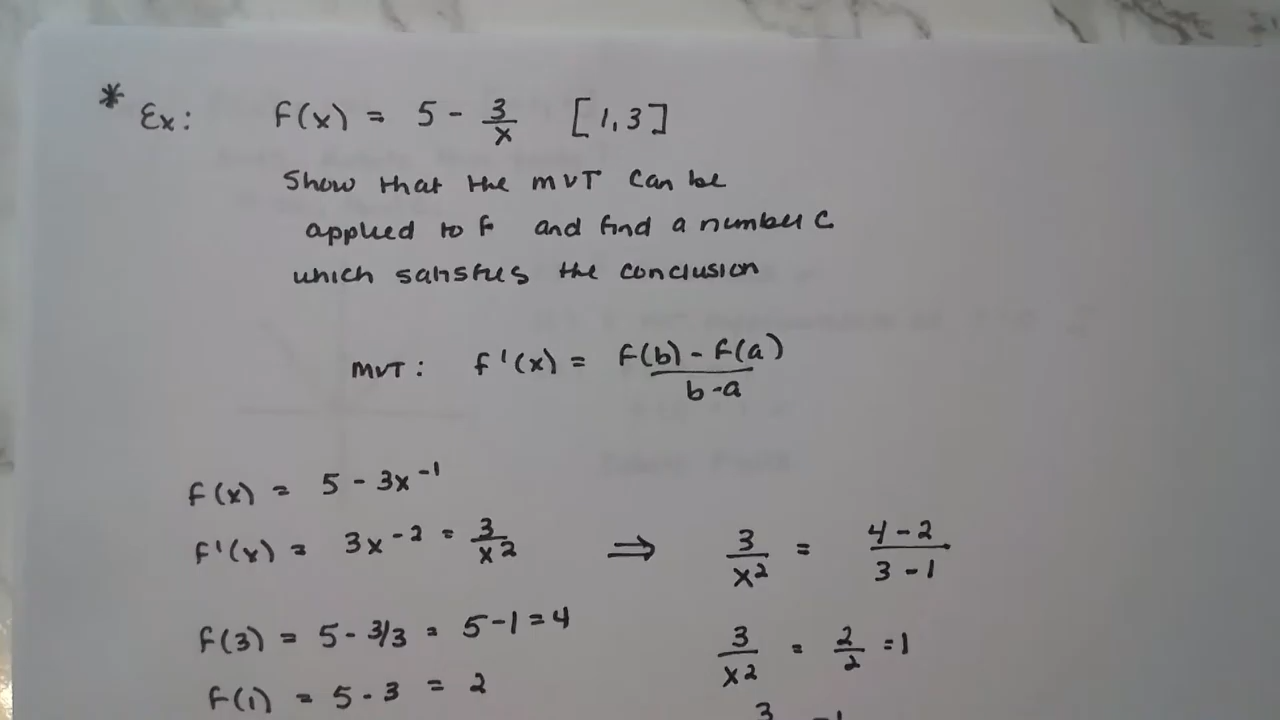 * Ex: f(x) = 5 - 3/x [1,3]
Show that the MVT can be
applied to f and find a number C
which satisfies the conclusion
MVT: f'(x) = f(b) - f(a) / b-a
f(x) = 5 - 3x⁻¹
f'(x) = 3x⁻² = 3/x² ⇒ 3/x² = 4-2 / 3-1
f(3) = 5 - 3/3 = 5-1 = 4
3/x² = 2/2 = 1
f(1) = 5 - 3 = 2